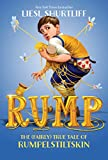 LIESL SHURTLIFF
RUMP
THE (FAIRLY) TRUE TALE OF
RUMPELSTILTSKIN